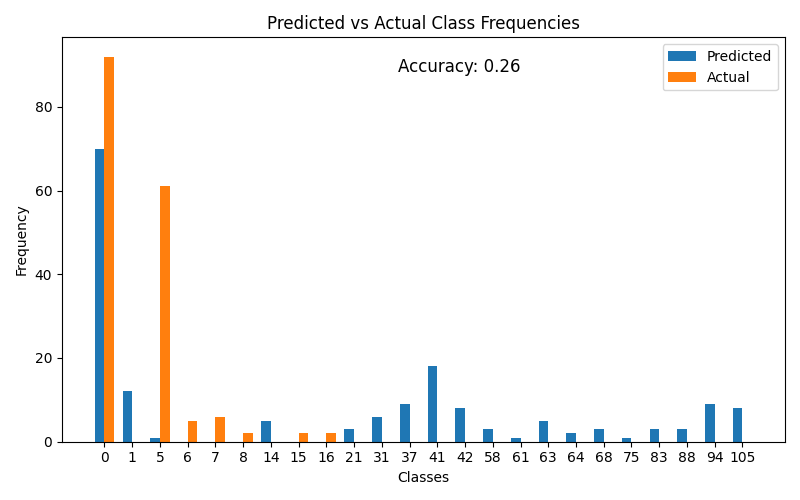 Predicted vs Actual Class Frequencies
Accuracy: 0.26
Predicted
Actual
Frequency
80
60
40
20
0
0 1 5 6 7 8 14 15 16 21 31 37 41 42 58 61 63 64 68 75 83 88 94 105
Classes